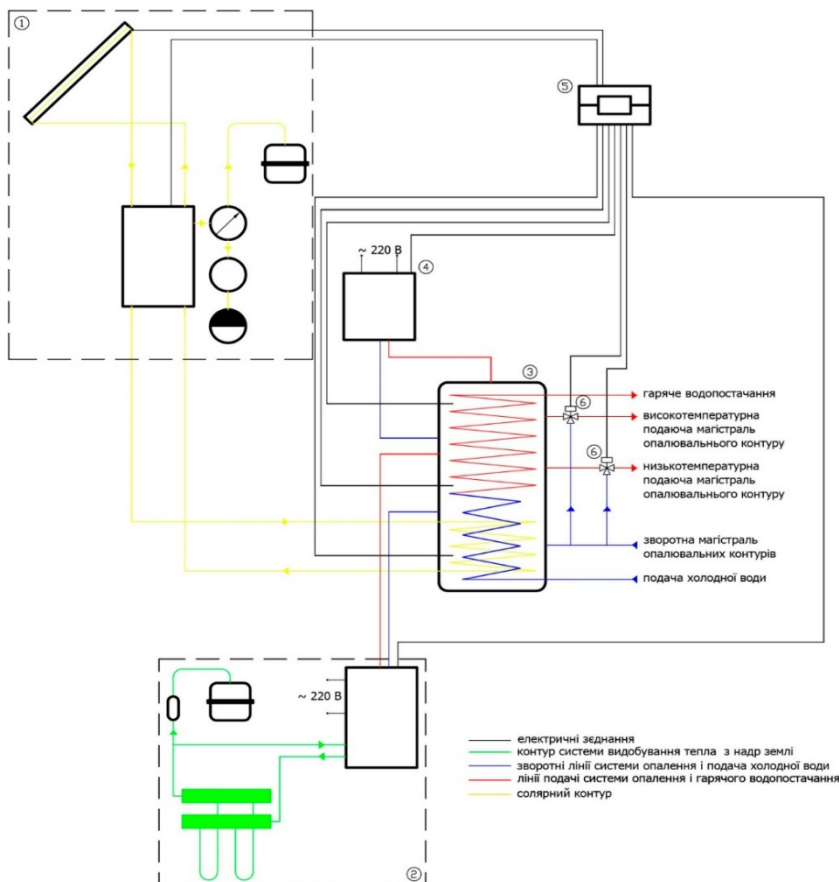 ①
⑤
~ 220 В
④
③
гаряче водопостачання
⑥
високотемпературна
подаюча магістраль
опалювального контуру
⑥
низькотемпературна
подаюча магістраль
опалювального контуру
зворотна магістраль
опалювальних контурів
подача холодної води
~ 220 В
②
електричні зєднання
контур системи видобування тепла з надр землі
зворотні лінії системи опалення і подача холодної води
лінії подачі системи опалення і гарячого водопостачання
солярний контур